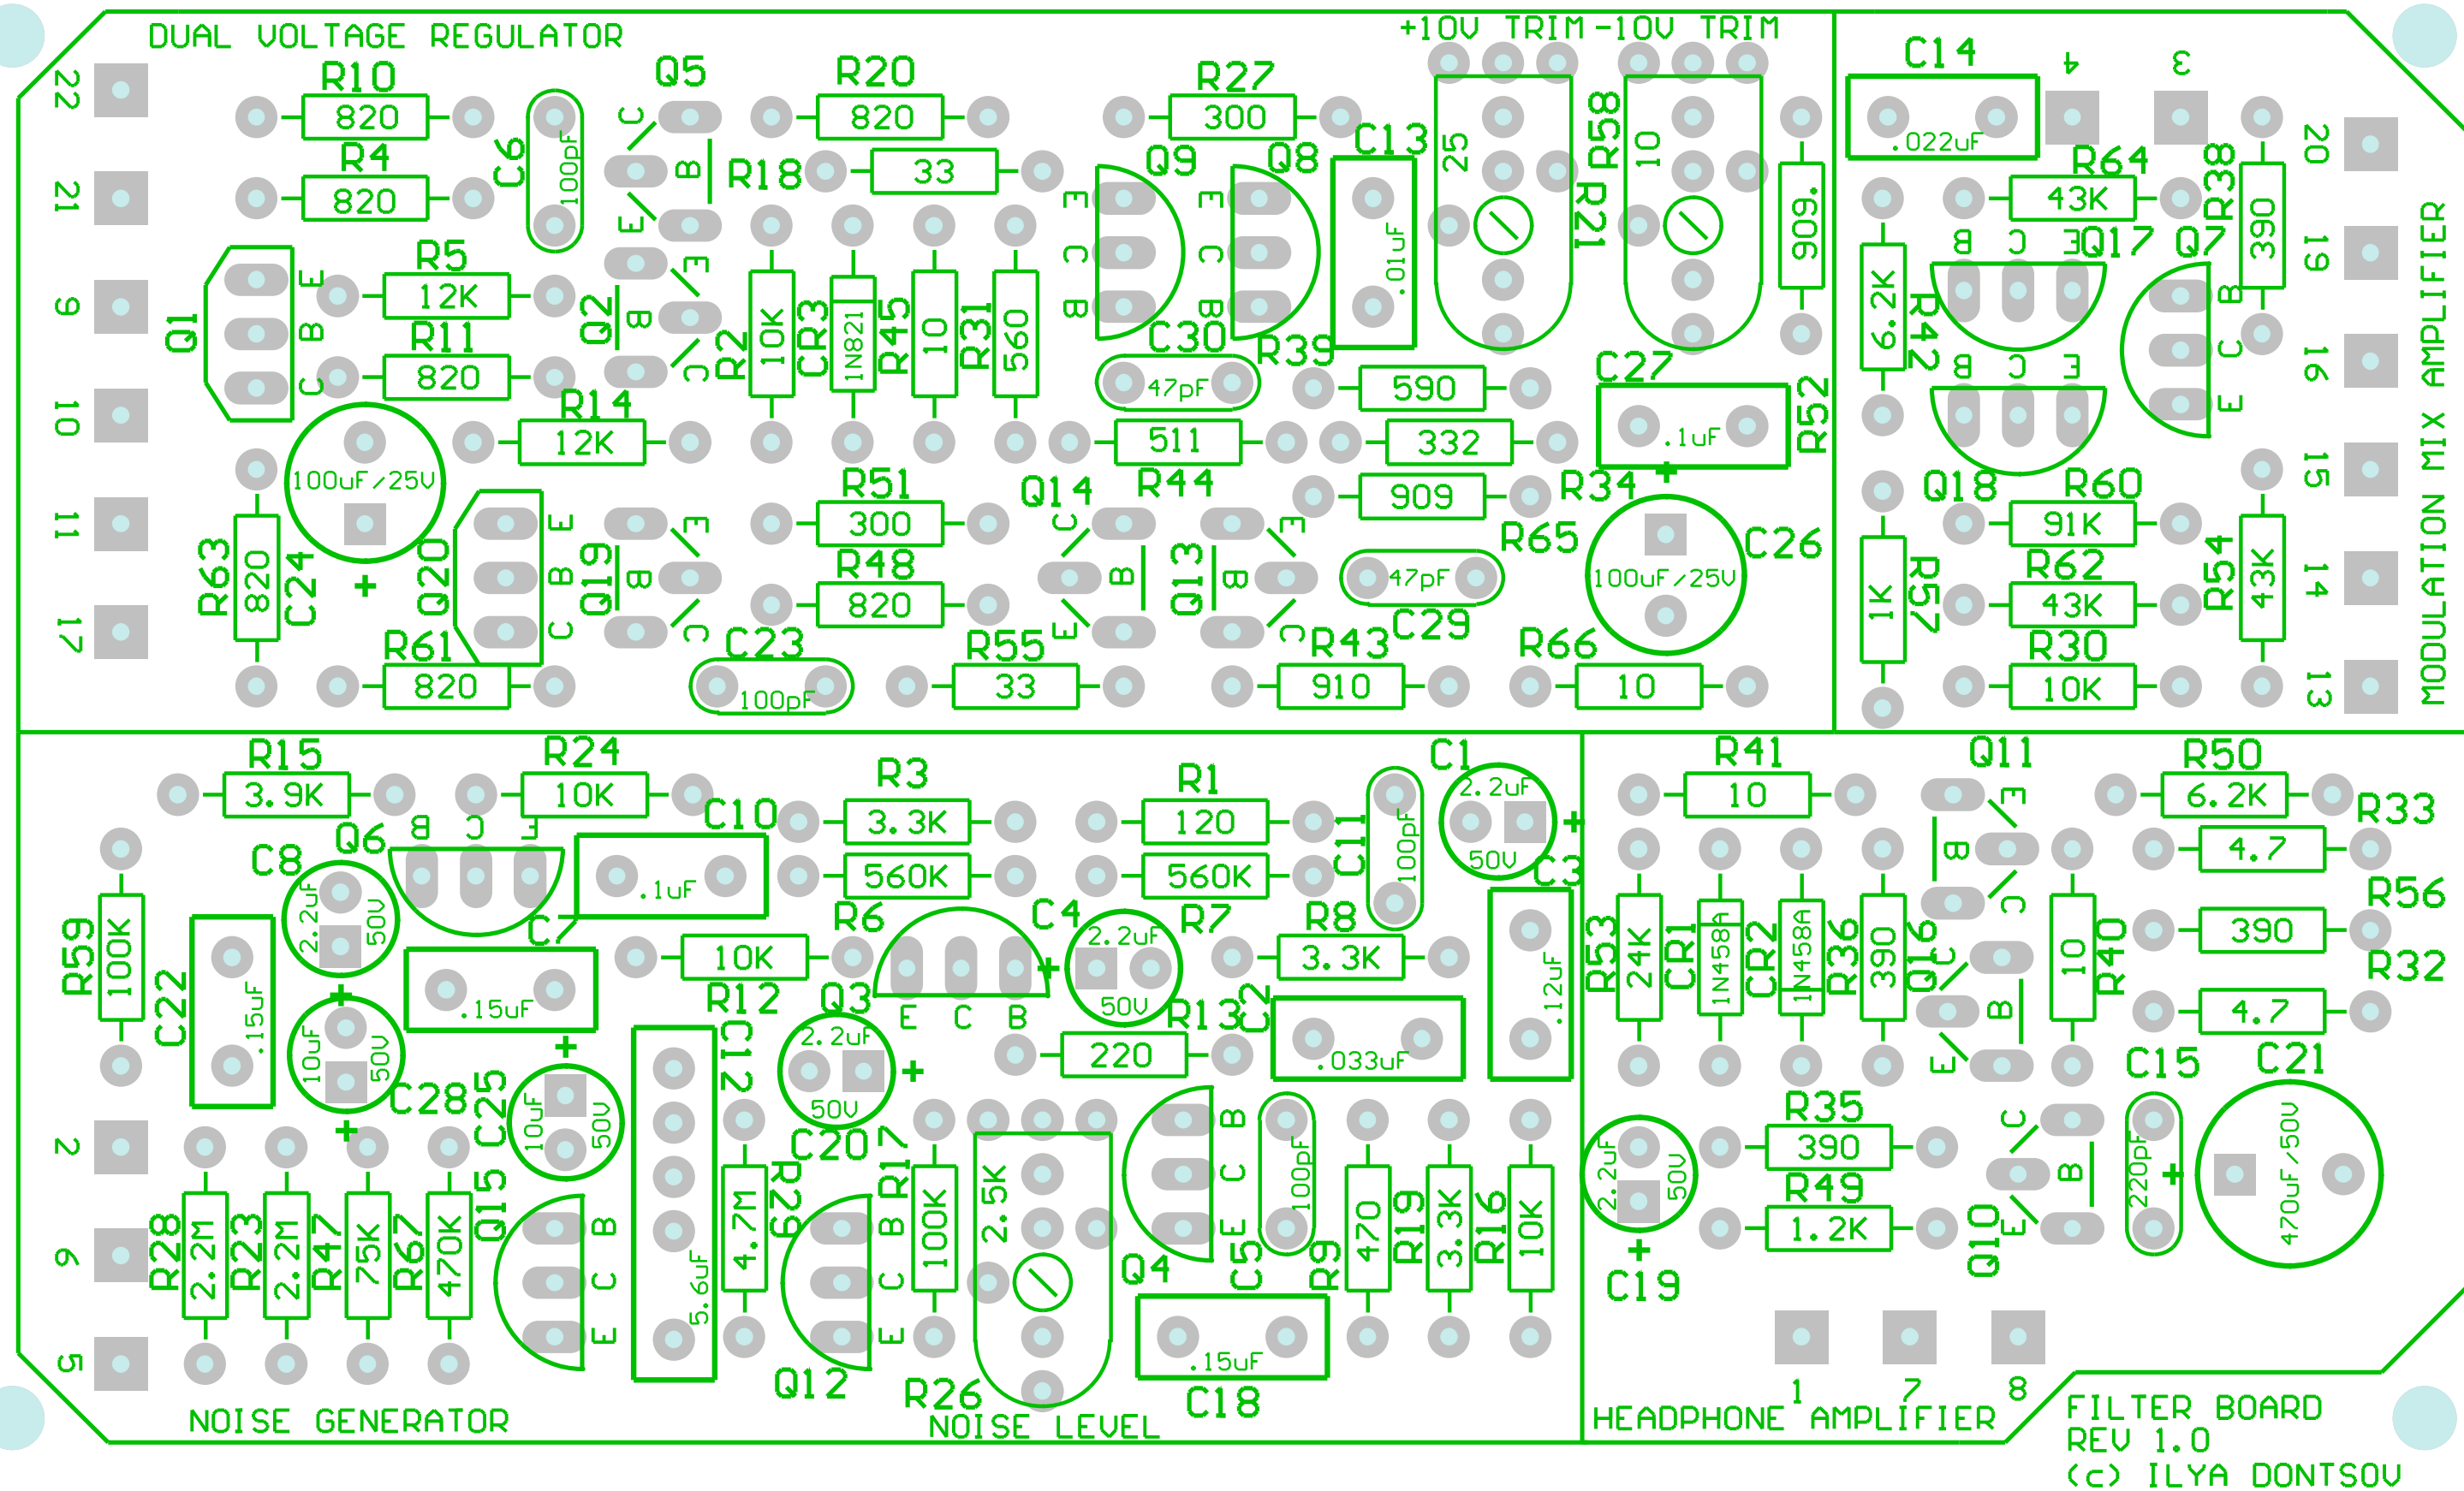 DUAL VOLTAGE REGULATOR
+10V TRIM
-10V TRIM
22
R10
820
R4
820
21
C6
100pF
Q5
C
B
E
R20
820
R18
33
R27
300
Q9
E
C
B
Q8
E
C
B
C13
.01uF
25
R21
R58
10
909.
C14
.022uF
4
3
R64
43K
R38
390
20
19
9
Q1
E
B
C
R5
12K
R11
820
Q2
E
B
C
R2
10K
CR3
1N821
R45
10
R31
560
C30
47pF
R39
590
R44
511
332
R34
909
C27
.1uF
R52
6.2K
R42
B
C
E
Q17
Q7
B
C
E
B
C
E
Q18
16
MODULATION MIX AMPLIFIER
10
R14
12K
100uF/25V
C24
+
R63
820
11
17
Q20
E
B
C
Q19
E
B
C
R51
300
R48
820
C23
100pF
R61
820
R55
33
Q14
C
B
E
Q13
E
B
C
R43
910
47pF
C29
R65
R66
10
+
100uF/25V
C26
1K
R57
R60
91K
R62
43K
R30
10K
R54
43K
15
14
13
R15
3.9K
R24
10K
R3
3.3K
R1
120
C11
100pF
C1
2.2uF
50V
+
C3
.12uF
R59
100K
C8
2.2uF
50V
+
Q6
B
C
E
C10
.1uF
C7
.15uF
560K
R6
560K
R7
R12
10K
Q3
E
C
B
C4
2.2uF
50V
+
R8
3.3K
C2
.033uF
R13
220
C22
.15uF
10uF
50V
C28
+
C25
10uF
50V
+
C12
5.6uF
2.2uF
50V
+
C20
2
6
5
R28
2.2M
R23
2.2M
R47
75K
R67
470K
Q15
B
C
E
R29
4.7M
Q12
B
C
E
R17
100K
2.5K
R26
Q4
B
C
E
C5
100pF
C18
.15uF
R9
470
R19
3.3K
R16
10K
NOISE GENERATOR
NOISE LEVEL
R41
10
Q11
E
B
C
R50
6.2K
R33
4.7
R56
390
R32
4.7
R53
24K
CR1
1N458A
CR2
1N458A
R36
390
Q16
C
B
E
R40
10
C19
2.2uF
50V
+
R35
390
R49
1.2K
Q10
C
B
E
C15
220pF
C21
470uF/50V
+
1
7
8
HEADPHONE AMPLIFIER
FILTER BOARD
REV 1.0
(c) ILYA DONTSOV